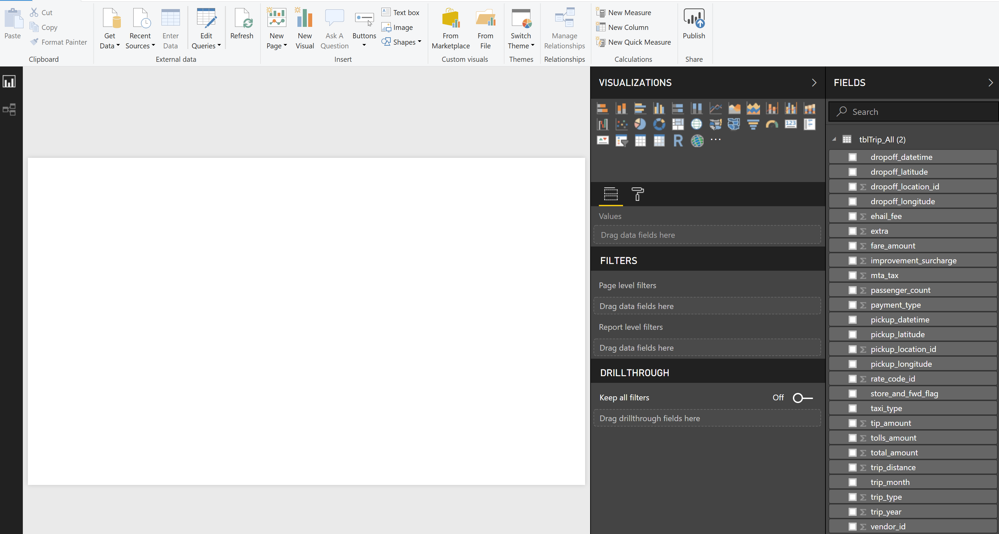 Paste
Cut
Copy
Format Painter
Clipboard
Get Data
Recent Sources
Enter Data
Edit Queries
Refresh
External data
New Page
New Visual
Ask A Question
Buttons
Text box
Image
Shapes
Insert
From Marketplace
From File
Custom visuals
Switch Theme
Themes
Manage Relationships
Relationships
New Measure
New Column
New Quick Measure
Calculations
Publish
Share
VISUALIZATIONS
123
R
Values
Drag data fields here
FILTERS
Page level filters
Drag data fields here
Report level filters
Drag data fields here
DRILLTHROUGH
Keep all filters
Off
Drag drillthrough fields here
FIELDS
Search
tblTrip_All (2)
dropoff_datetime
dropoff_latitude
Σ dropoff_location_id
dropoff_longitude
Σ ehail_fee
Σ extra
Σ fare_amount
Σ improvement_surcharge
Σ mta_tax
Σ passenger_count
Σ payment_type
pickup_datetime
pickup_latitude
Σ pickup_location_id
pickup_longitude
Σ rate_code_id
store_and_fwd_flag
taxi_type
Σ tip_amount
Σ tolls_amount
Σ total_amount
Σ trip_distance
trip_month
Σ trip_type
Σ trip_year
Σ vendor_id